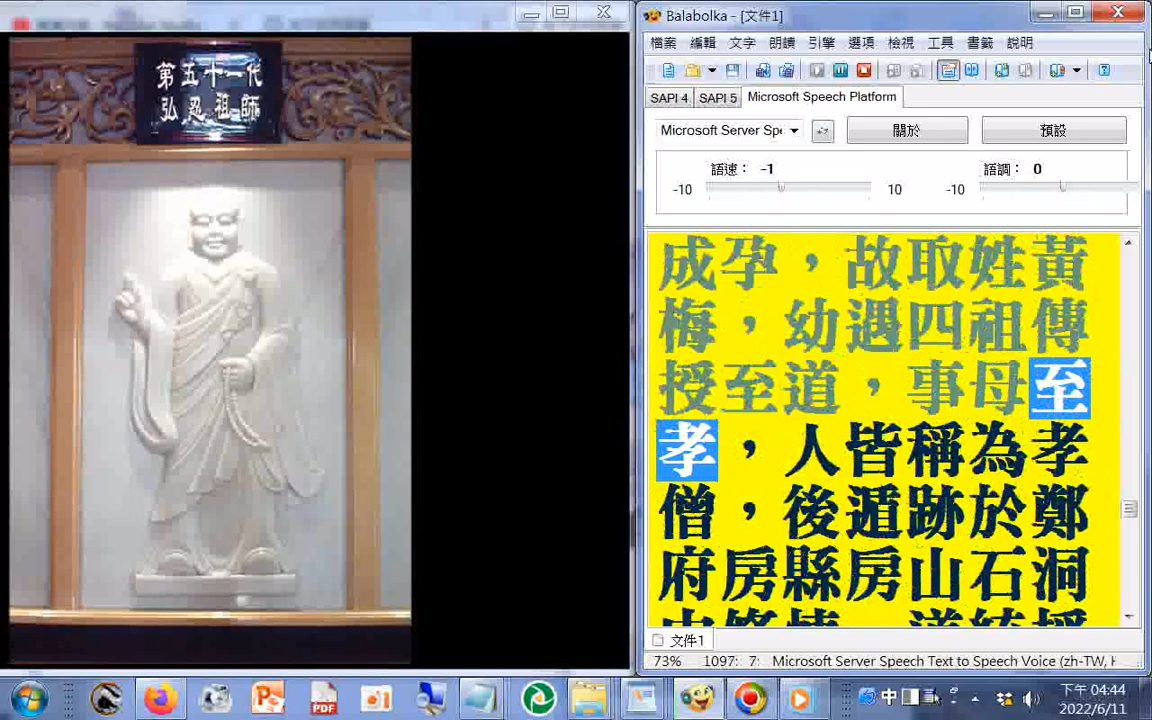 第五十一代
弘忍祖師
Balabolka - [文件1]
檔案 編輯 文字 朗讀 引擎 選項 檢視 工具 書籤 說明
SAPI 4 SAPI 5 Microsoft Speech Platform
Microsoft Server Spe 關於 預設
語速： -1 語調： 0
-10 10 -10
成孕，故取姓黃
梅，幼遇四祖傳
授至道，事母至
孝，人皆稱為孝
僧，後遁跡於鄭
府房縣房山石洞
文件1
73% 1097: 7: Microsoft Server Speech Text to Speech Voice (zh-TW, H
中
下午 04:44
2022/6/11